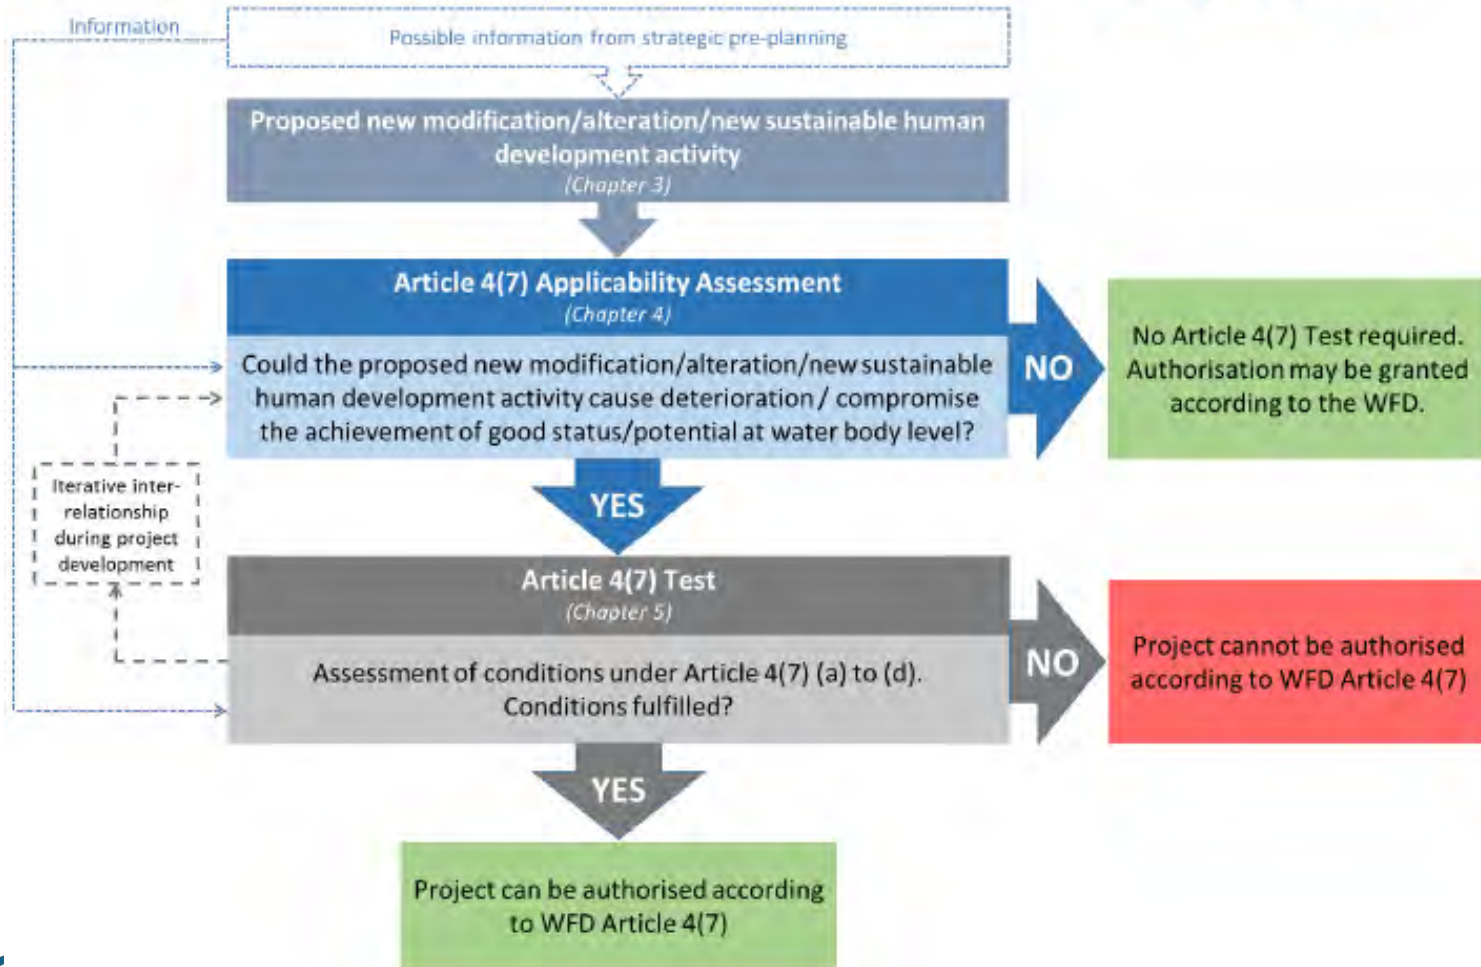 Information
Possible information from strategic pre-planning
Proposed new modification/alteration/new sustainable human
development activity
(Chapter 3)
Article 4(7) Applicability Assessment
(Chapter 4)
Could the proposed new modification/alteration/new sustainable
human development activity cause deterioration / compromise
the achievement of good status/potential at water body level?
NO
No Article 4(7) Test required.
Authorisation may be granted
according to the WFD.
Iterative inter-
relationship
during project
development
YES
Article 4(7) Test
(Chapter 5)
Assessment of conditions under Article 4(7) (a) to (d).
Conditions fulfilled?
NO
Project cannot be authorised
according to WFD Article 4(7)
YES
Project can be authorised according
to WFD Article 4(7)